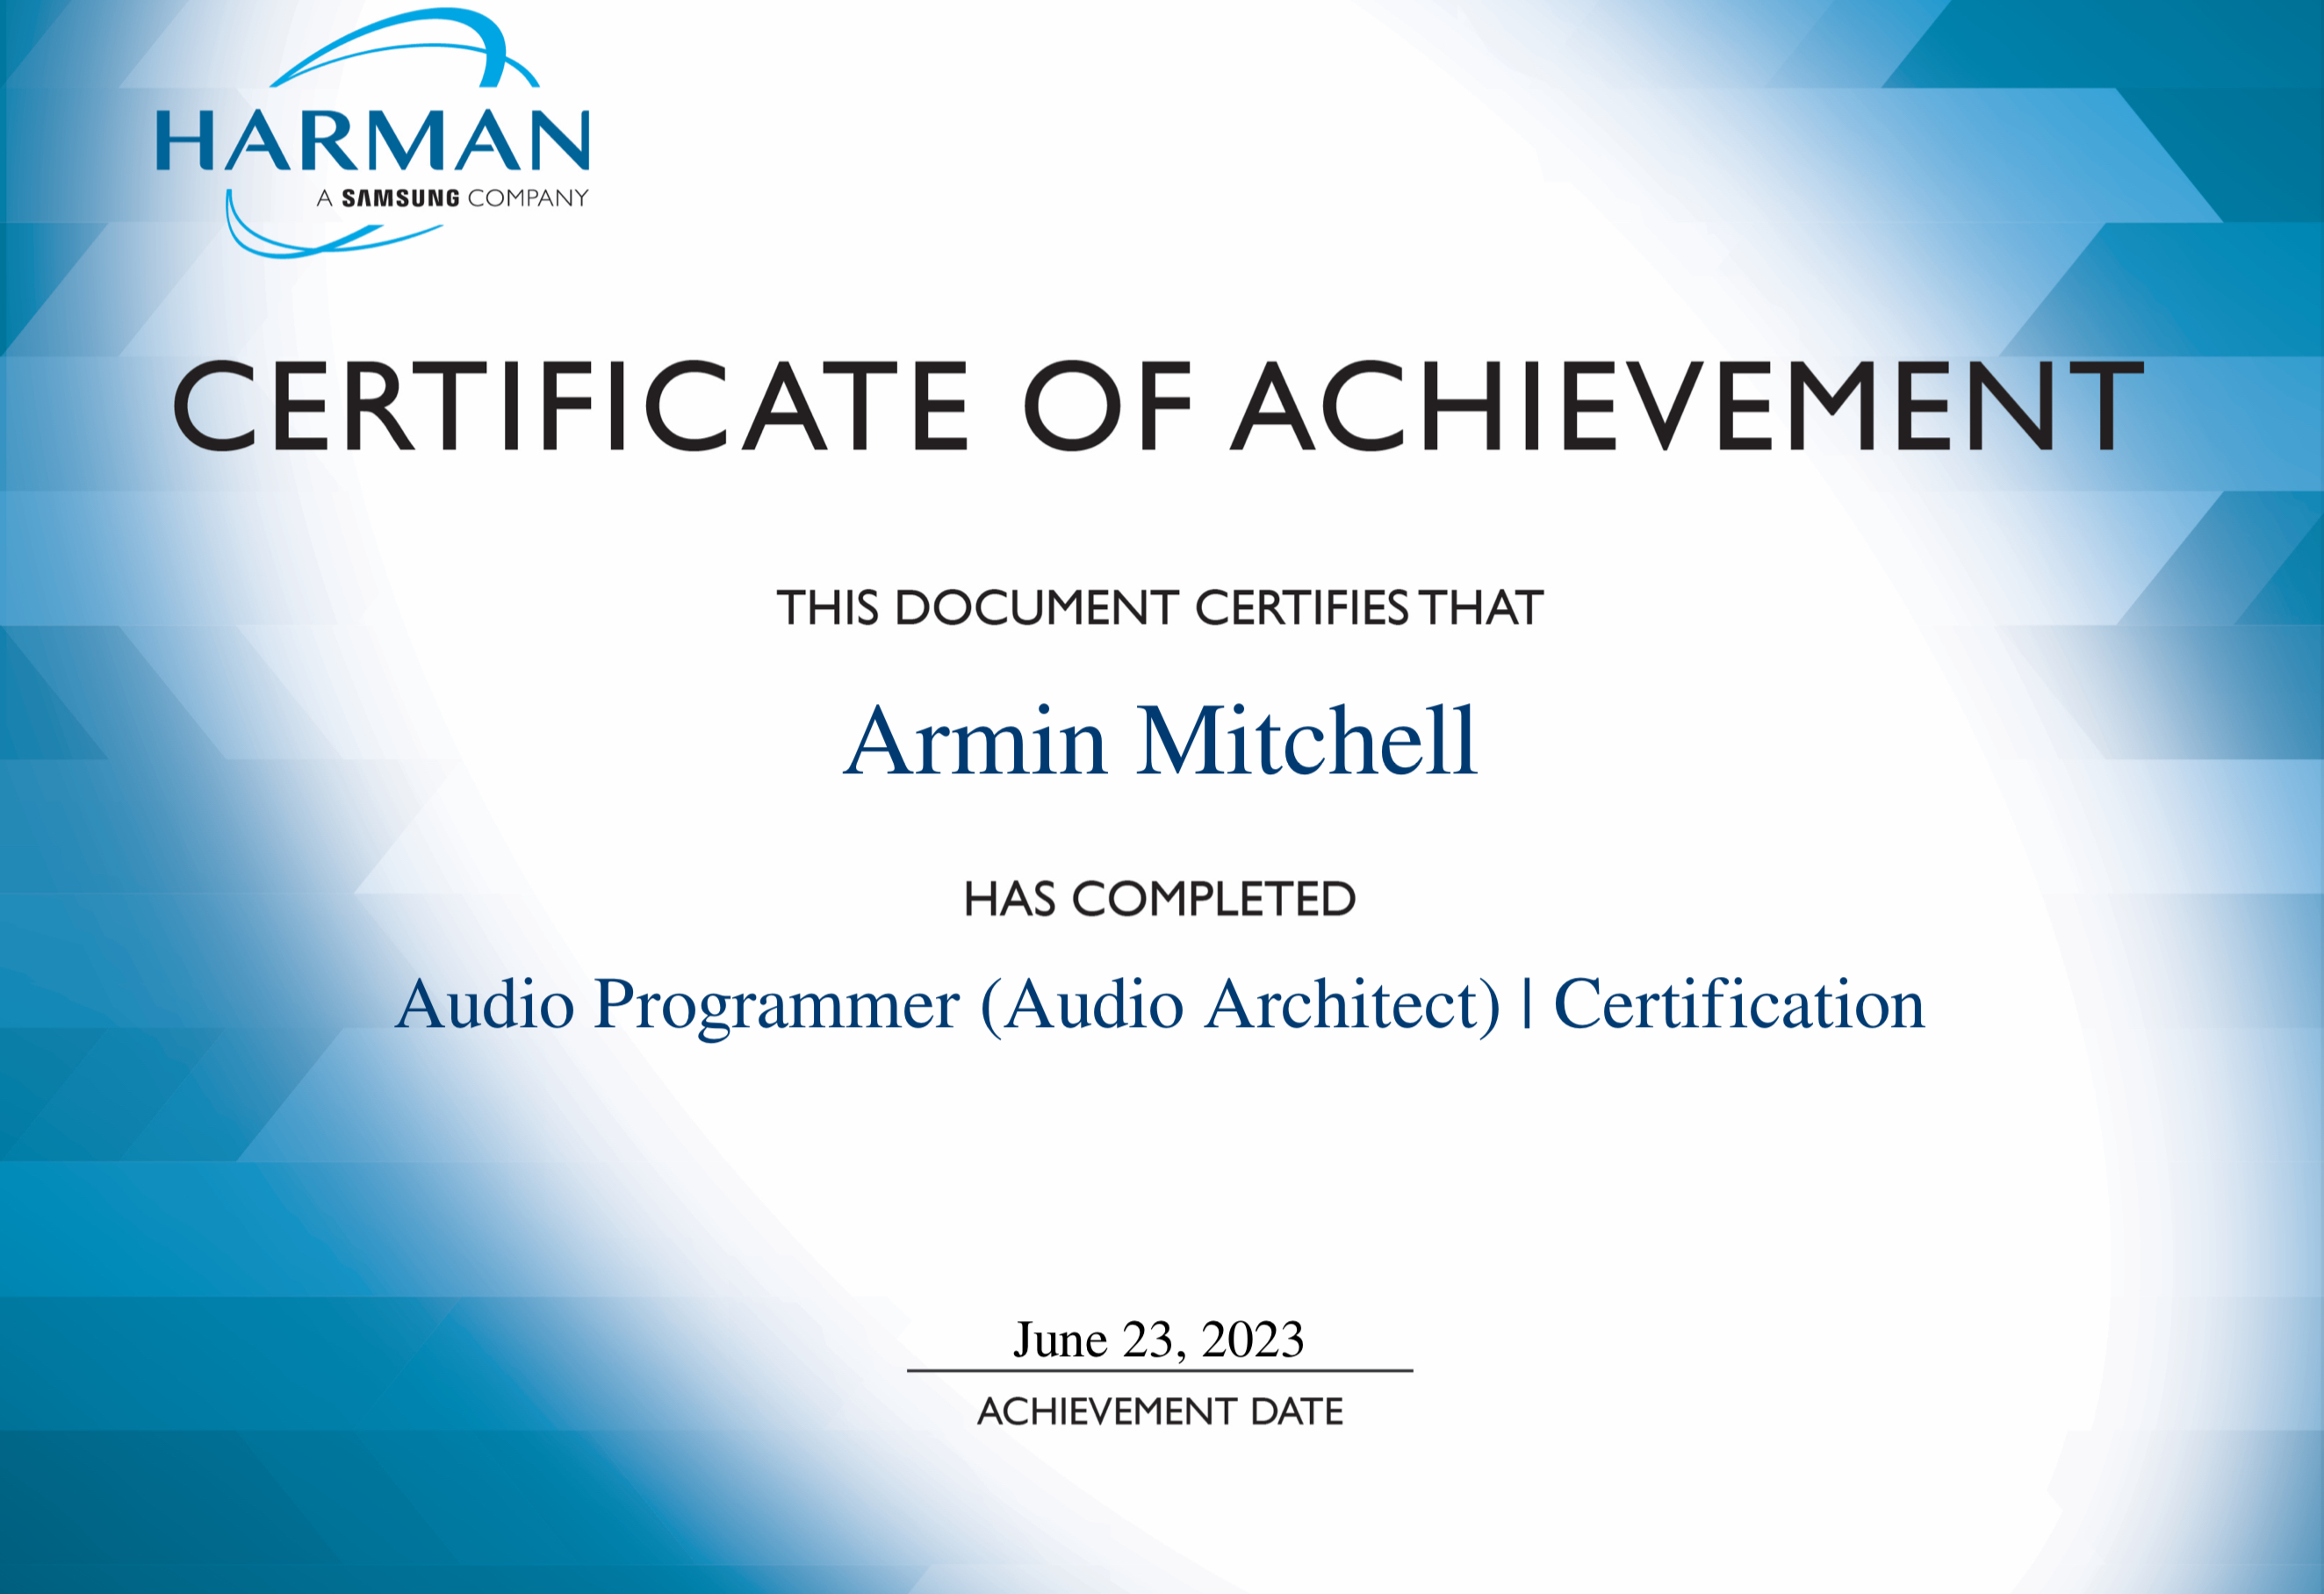 HARMAN
A SAMSUNG COMPANY
CERTIFICATE OF ACHIEVEMENT
THIS DOCUMENT CERTIFIES THAT
Armin Mitchell
HAS COMPLETED
Audio Programmer (Audio Architect) | Certification
June 23, 2023
ACHIEVEMENT DATE